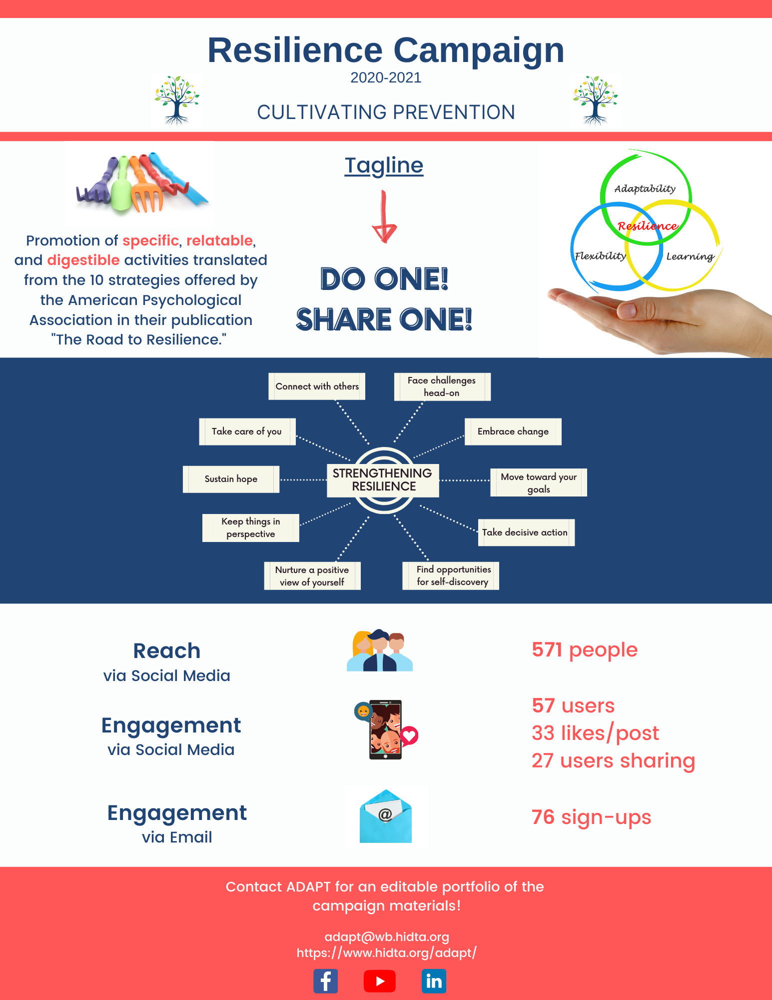 Resilience Campaign
2020-2021
CULTIVATING PREVENTION
Promotion of specific, relatable,
and digestible activities translated
from the 10 strategies offered by
the American Psychological
Association in their publication
"The Road to Resilience."
Tagline
DO ONE!
SHARE ONE!
Adaptability
Resilience
Flexibility
Learning
Connect with others
Face challenges
head-on
Take care of you
Embrace change
Sustain hope
STRENGTHENING
RESILIENCE
Move toward your
goals
Keep things in
perspective
Take decisive action
Nurture a positive
view of yourself
Find opportunities
for self-discovery
Reach
via Social Media
571 people
Engagement
via Social Media
57 users
33 likes/post
27 users sharing
Engagement
via Email
@
76 sign-ups
Contact ADAPT for an editable portfolio of the
campaign materials!
adapt@wb.hidta.org
https://www.hidta.org/adapt/
f
in